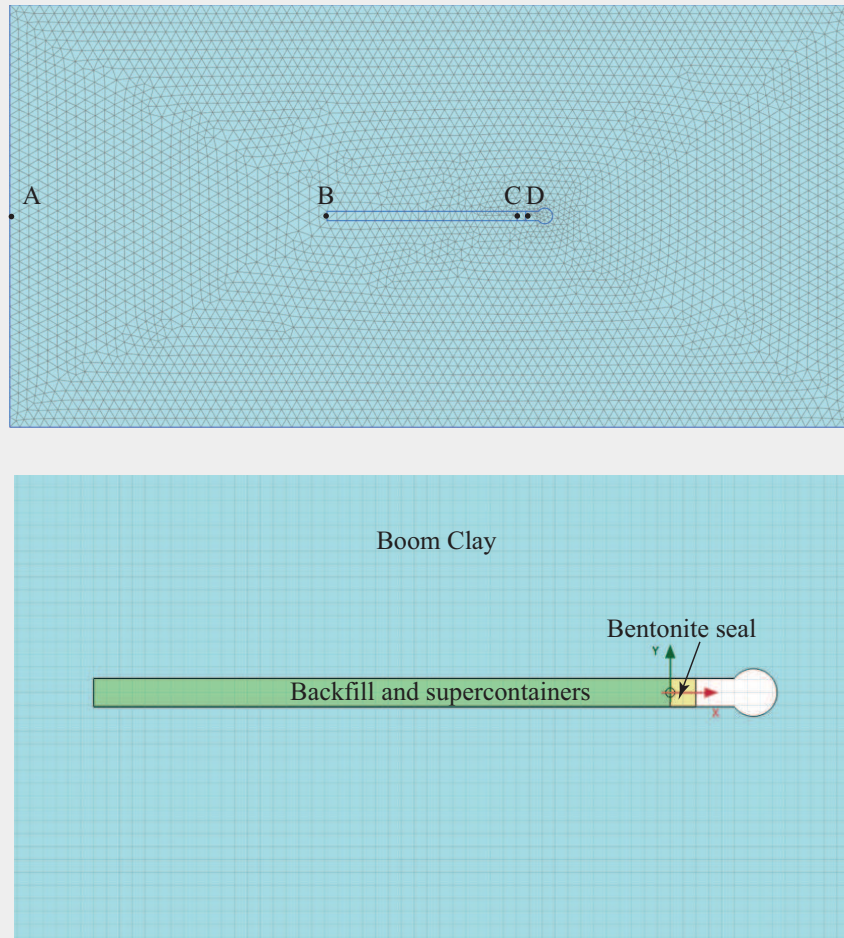 A
B
C D
Boom Clay
Bentonite seal
Y
Backfill and supercontainers
X